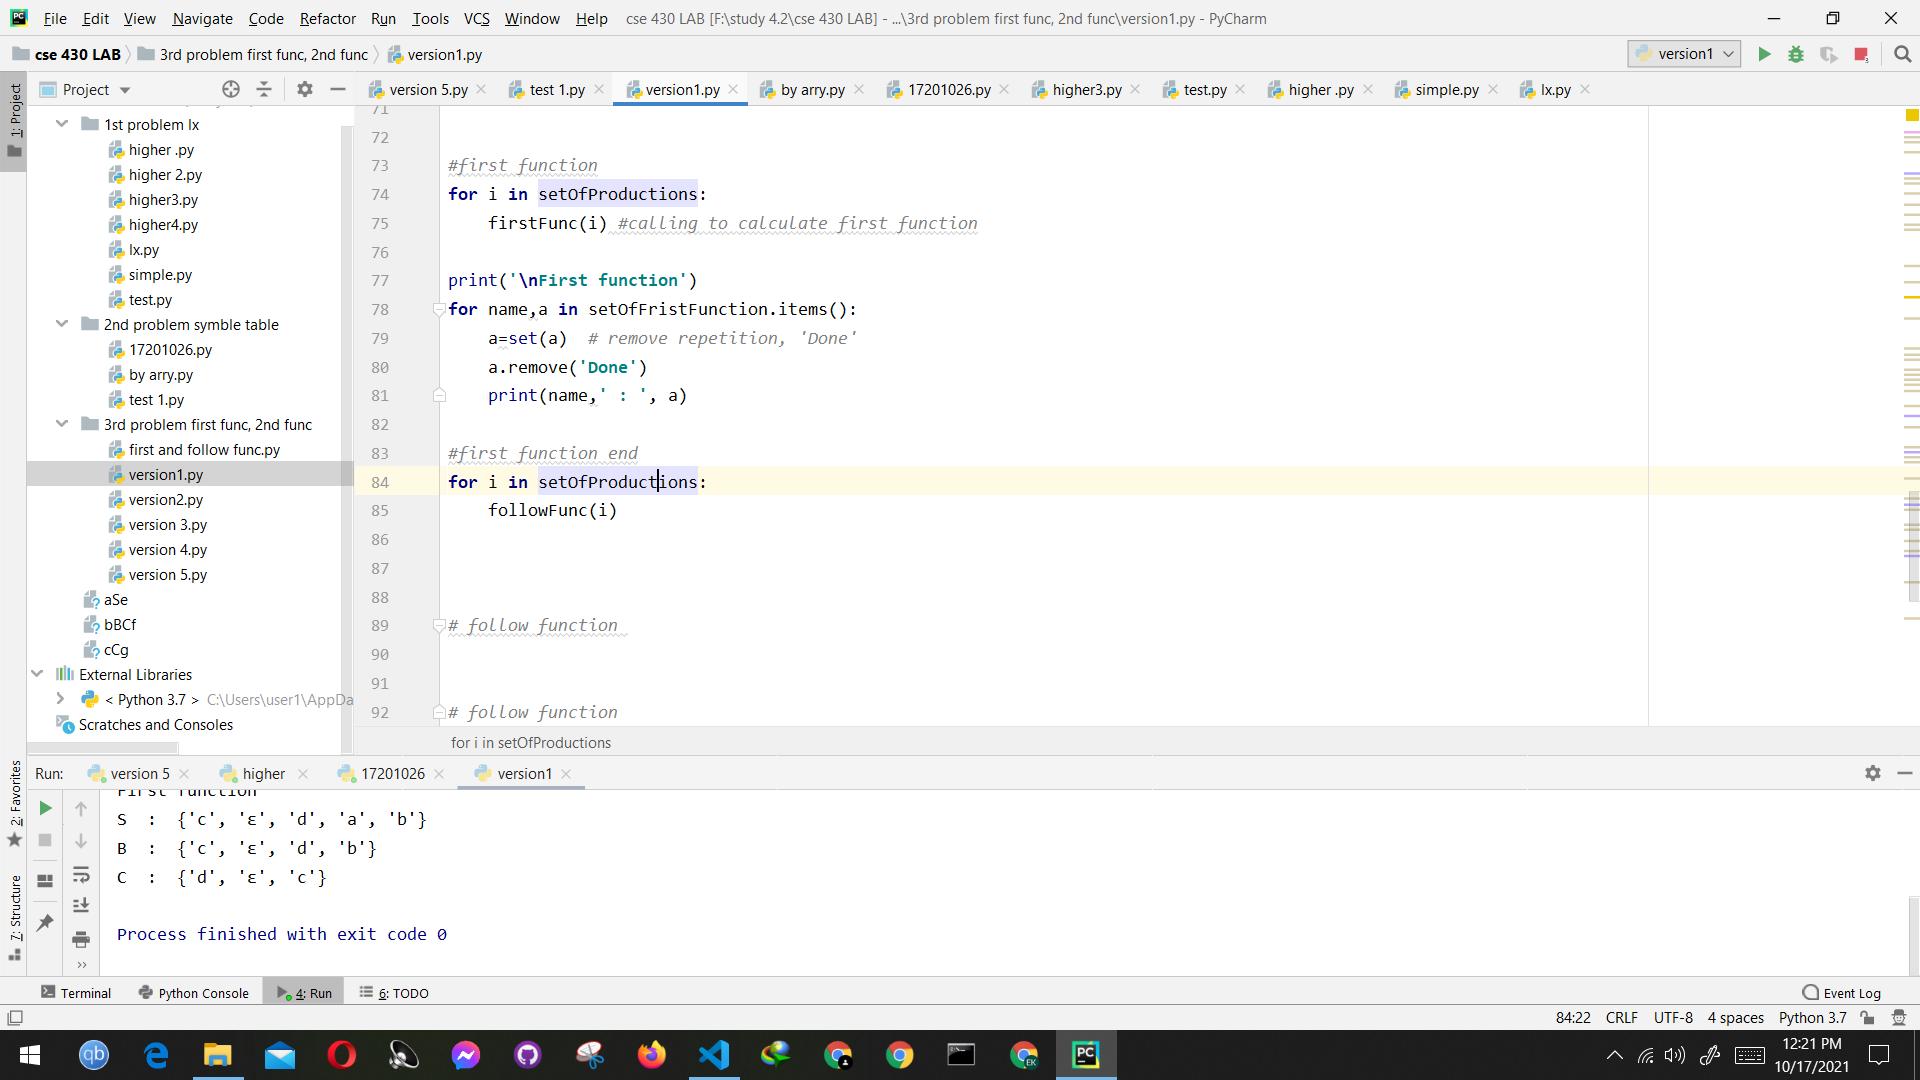 File Edit View Navigate Code Refactor Run Tools VCS Window Help cse 430 LAB [F:\study 4.2\cse 430 LAB] - ...\3rd problem first func, 2nd func\version1.py - PyCharm
cse 430 LAB 3rd problem first func, 2nd func version1.py version1
Project version 5.py test 1.py version1.py by arry.py 17201026.py higher3.py test.py higher .py simple.py lx.py
1: Project
1st problem lx
higher .py
higher 2.py
higher3.py
higher4.py
lx.py
simple.py
test.py
2nd problem symble table
17201026.py
by arry.py
test 1.py
3rd problem first func, 2nd func
first and follow func.py
version1.py
version2.py
version 3.py
version 4.py
version 5.py
aSe
bBCf
cCg
External Libraries
< Python 3.7 > C:\Users\user1\AppDa
Scratches and Consoles
71
72
73 #first function
74 for i in setOfProductions:
75 firstFunc(i) #calling to calculate first function
76
77 print('\nFirst function')
78 for name,a in setOfFristFunction.items():
79 a=set(a) # remove repetition, 'Done'
80 a.remove('Done')
81 print(name,' : ', a)
82
83 #first function end
84 for i in setOfProductions:
85 followFunc(i)
86
87
88
89 # follow function
90
91
92 # follow function
for i in setOfProductions
2: Favorites
7: Structure
Run: version 5 higher 17201026 version1
First function
S : {'c', 'ε', 'd', 'a', 'b'}
B : {'c', 'ε', 'd', 'b'}
C : {'d', 'ε', 'c'}
Process finished with exit code 0
Terminal Python Console 4: Run 6: TODO Event Log
84:22 CRLF UTF-8 4 spaces Python 3.7
12:21 PM
10/17/2021